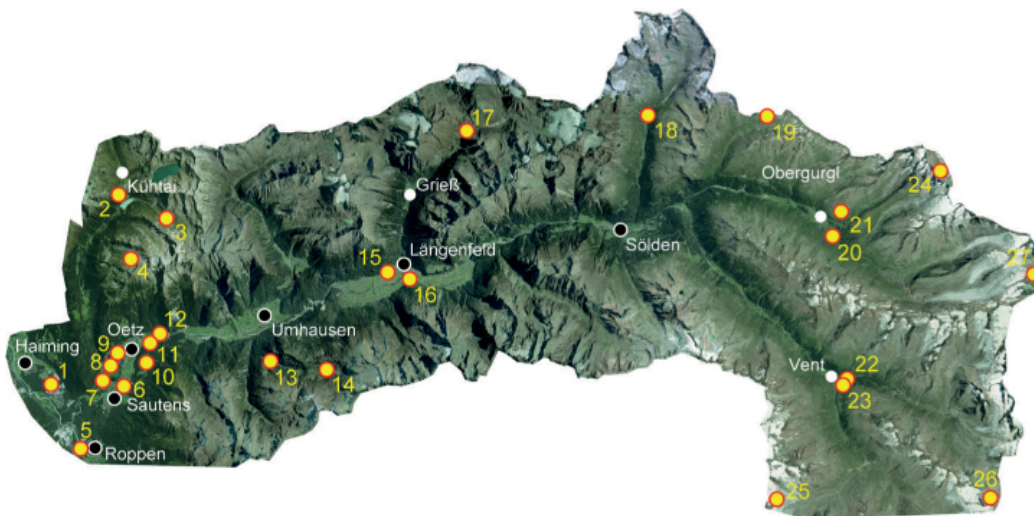 17
18
19
Kühtai
Grieß
Obergurgl
24
2
3
21
20
4
Sölden
Längenfeld
15
16
27
Umhausen
12
Oetz
9
11
Haiming
8
10
1
7
6
13
14
Vent
22
23
Sautens
5
Roppen
25
26